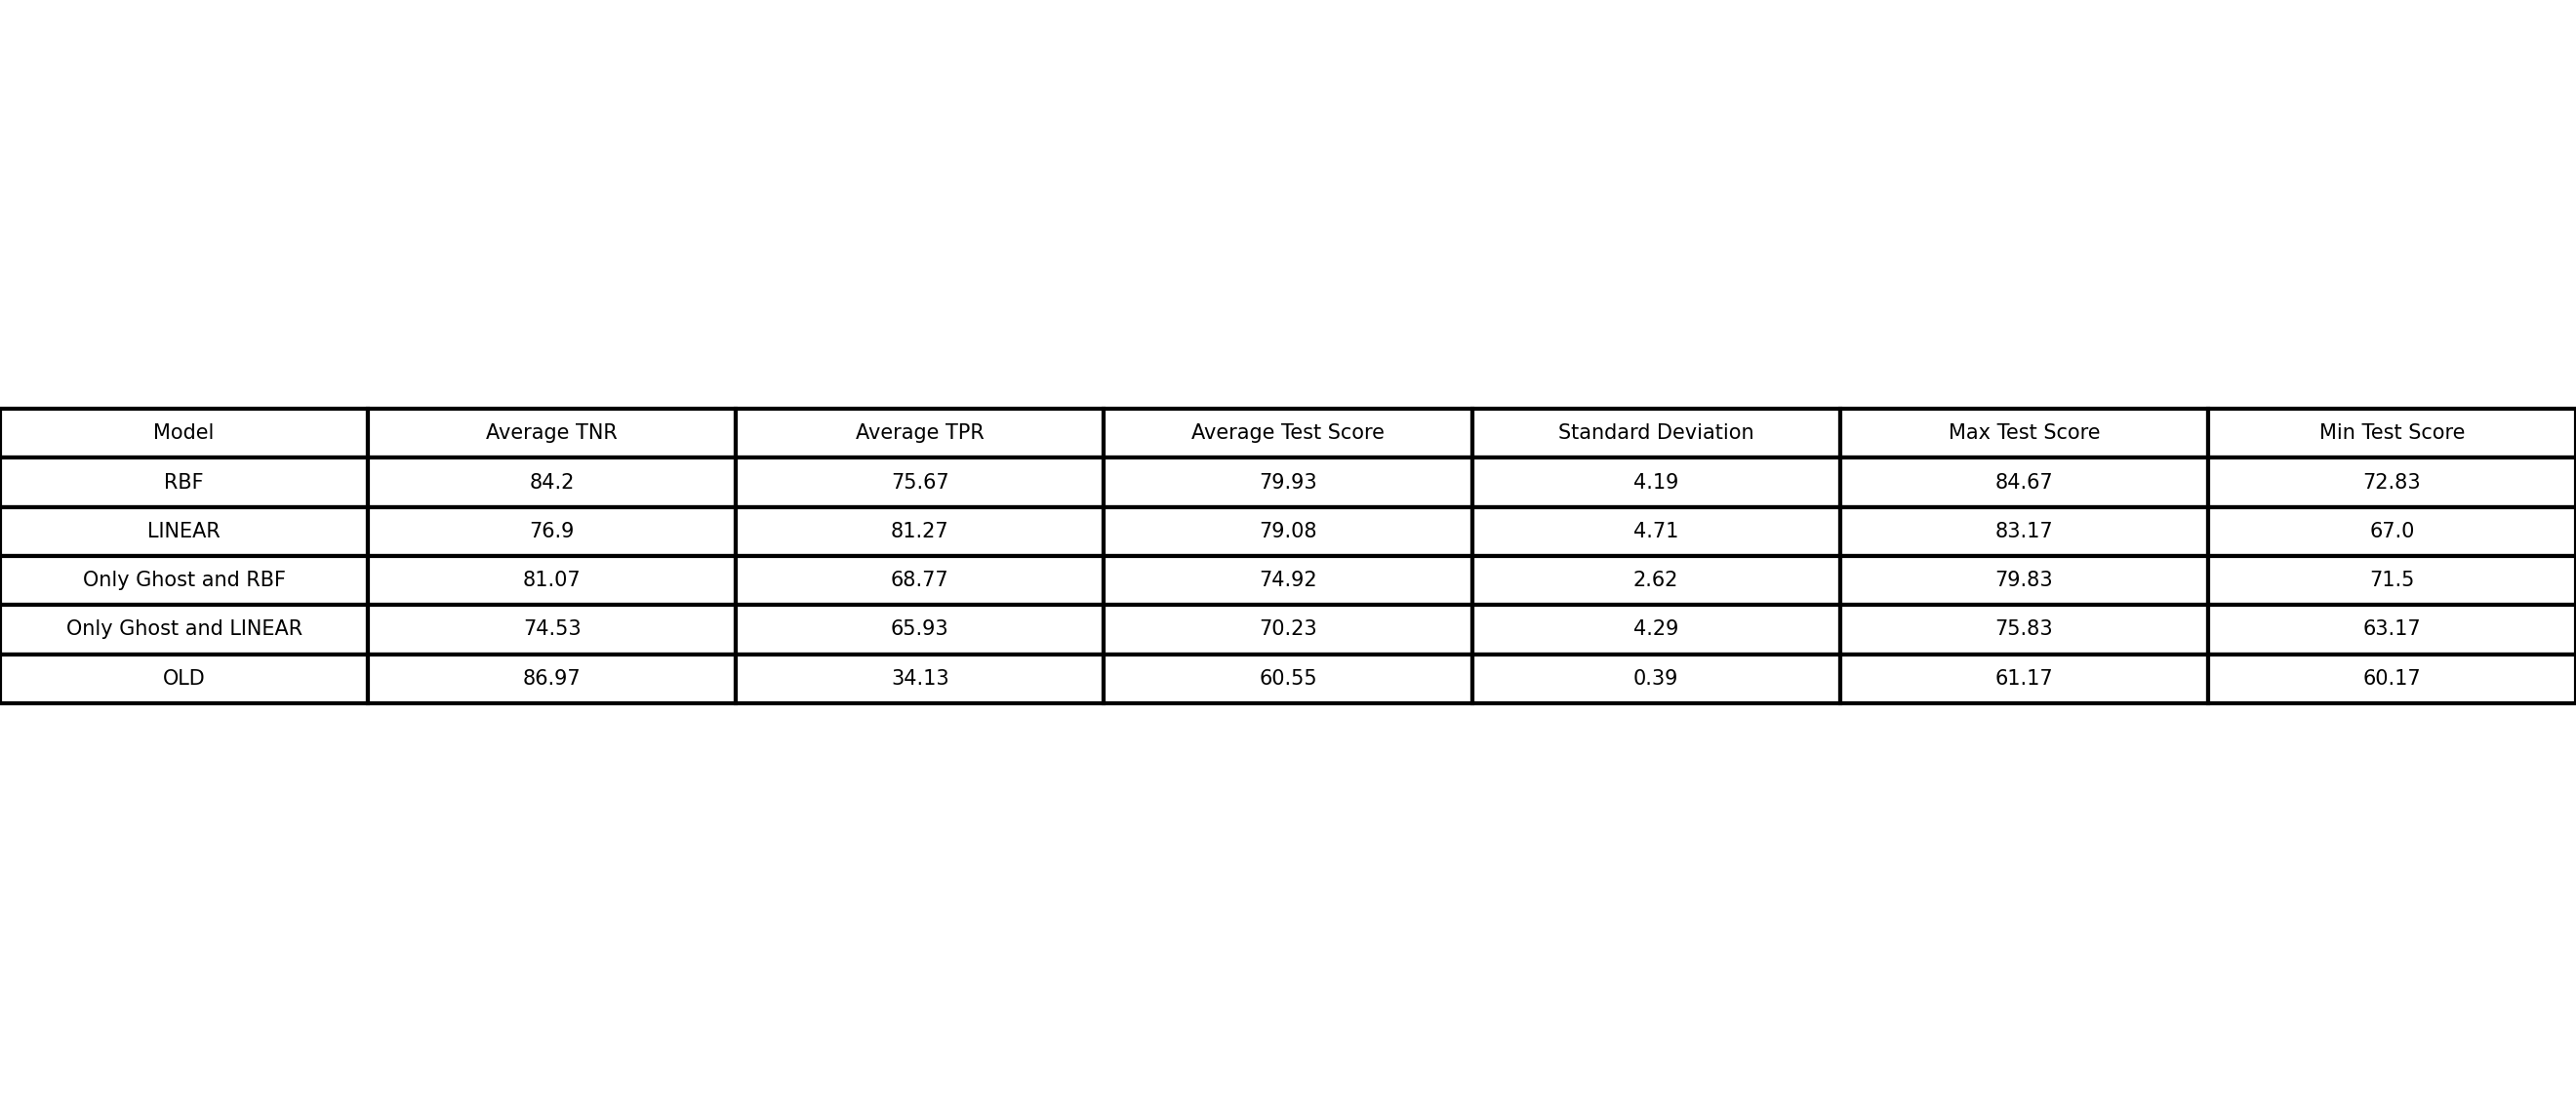 Model Average TNR Average TPR Average Test Score Standard Deviation Max Test Score Min Test Score
RBF 84.2 75.67 79.93 4.19 84.67 72.83
LINEAR 76.9 81.27 79.08 4.71 83.17 67.0
Only Ghost and RBF 81.07 68.77 74.92 2.62 79.83 71.5
Only Ghost and LINEAR 74.53 65.93 70.23 4.29 75.83 63.17
OLD 86.97 34.13 60.55 0.39 61.17 60.17